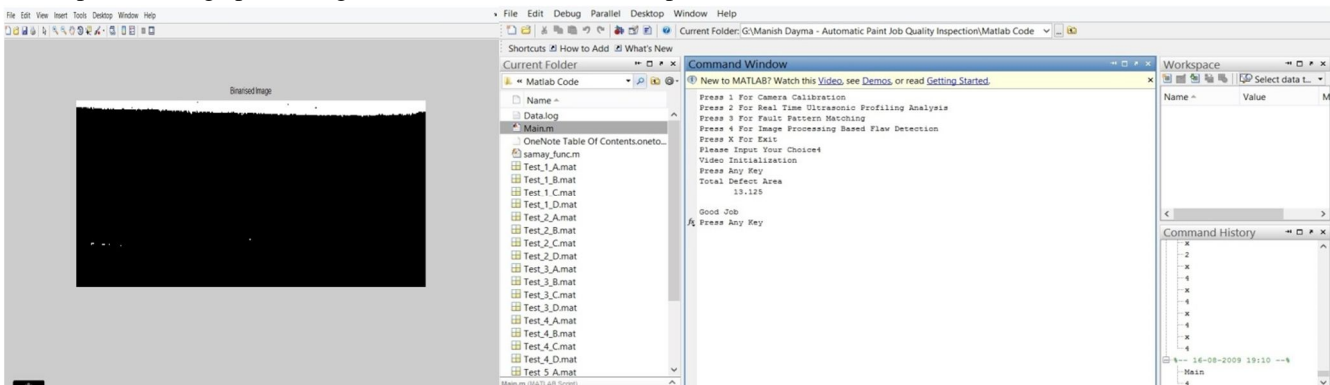 File Edit View Insert Tools Desktop Window Help
Binarised Image
File Edit Debug Parallel Desktop Window Help
Current Folder: G:\Manish Dayma - Automatic Paint Job Quality Inspection\Matlab Code
Shortcuts How to Add What's New
Current Folder
« Matlab Code
Name
Data.log
Main.m
OneNote Table Of Contents.oneto...
samay_func.m
Test_1_A.mat
Test_1_B.mat
Test_1_C.mat
Test_1_D.mat
Test_2_A.mat
Test_2_B.mat
Test_2_C.mat
Test_2_D.mat
Test_3_A.mat
Test_3_B.mat
Test_3_C.mat
Test_3_D.mat
Test_4_A.mat
Test_4_B.mat
Test_4_C.mat
Test_4_D.mat
Test_5_A.mat
Main.m (MATLAB Script)
Command Window
New to MATLAB? Watch this Video, see Demos, or read Getting Started.
Press 1 For Camera Calibration
Press 2 For Real Time Ultrasonic Profiling Analysis
Press 3 For Fault Pattern Matching
Press 4 For Image Processing Based Flaw Detection
Press X For Exit
Please Input Your Choice4
Video Initialization
Press Any Key
Total Defect Area
13.125
Good Job
fx Press Any Key
Workspace
Select data t...
Name Value M
Command History
x
2
x
4
x
4
x
4
x
4
%-- 16-08-2009 19:10 --%
Main
4